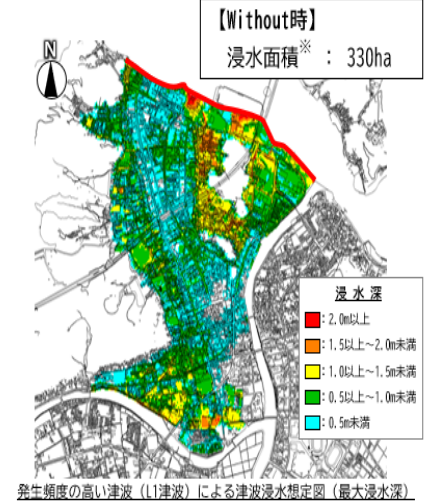 【Without時】
浸水面積※ : 330ha
N
浸水深
:2.0m以上
:1.5以上～2.0m未満
:1.0以上～1.5m未満
:0.5以上～1.0m未満
:0.5m未満
発生頻度の高い津波（L1津波）による津波浸水想定図（最大浸水深）